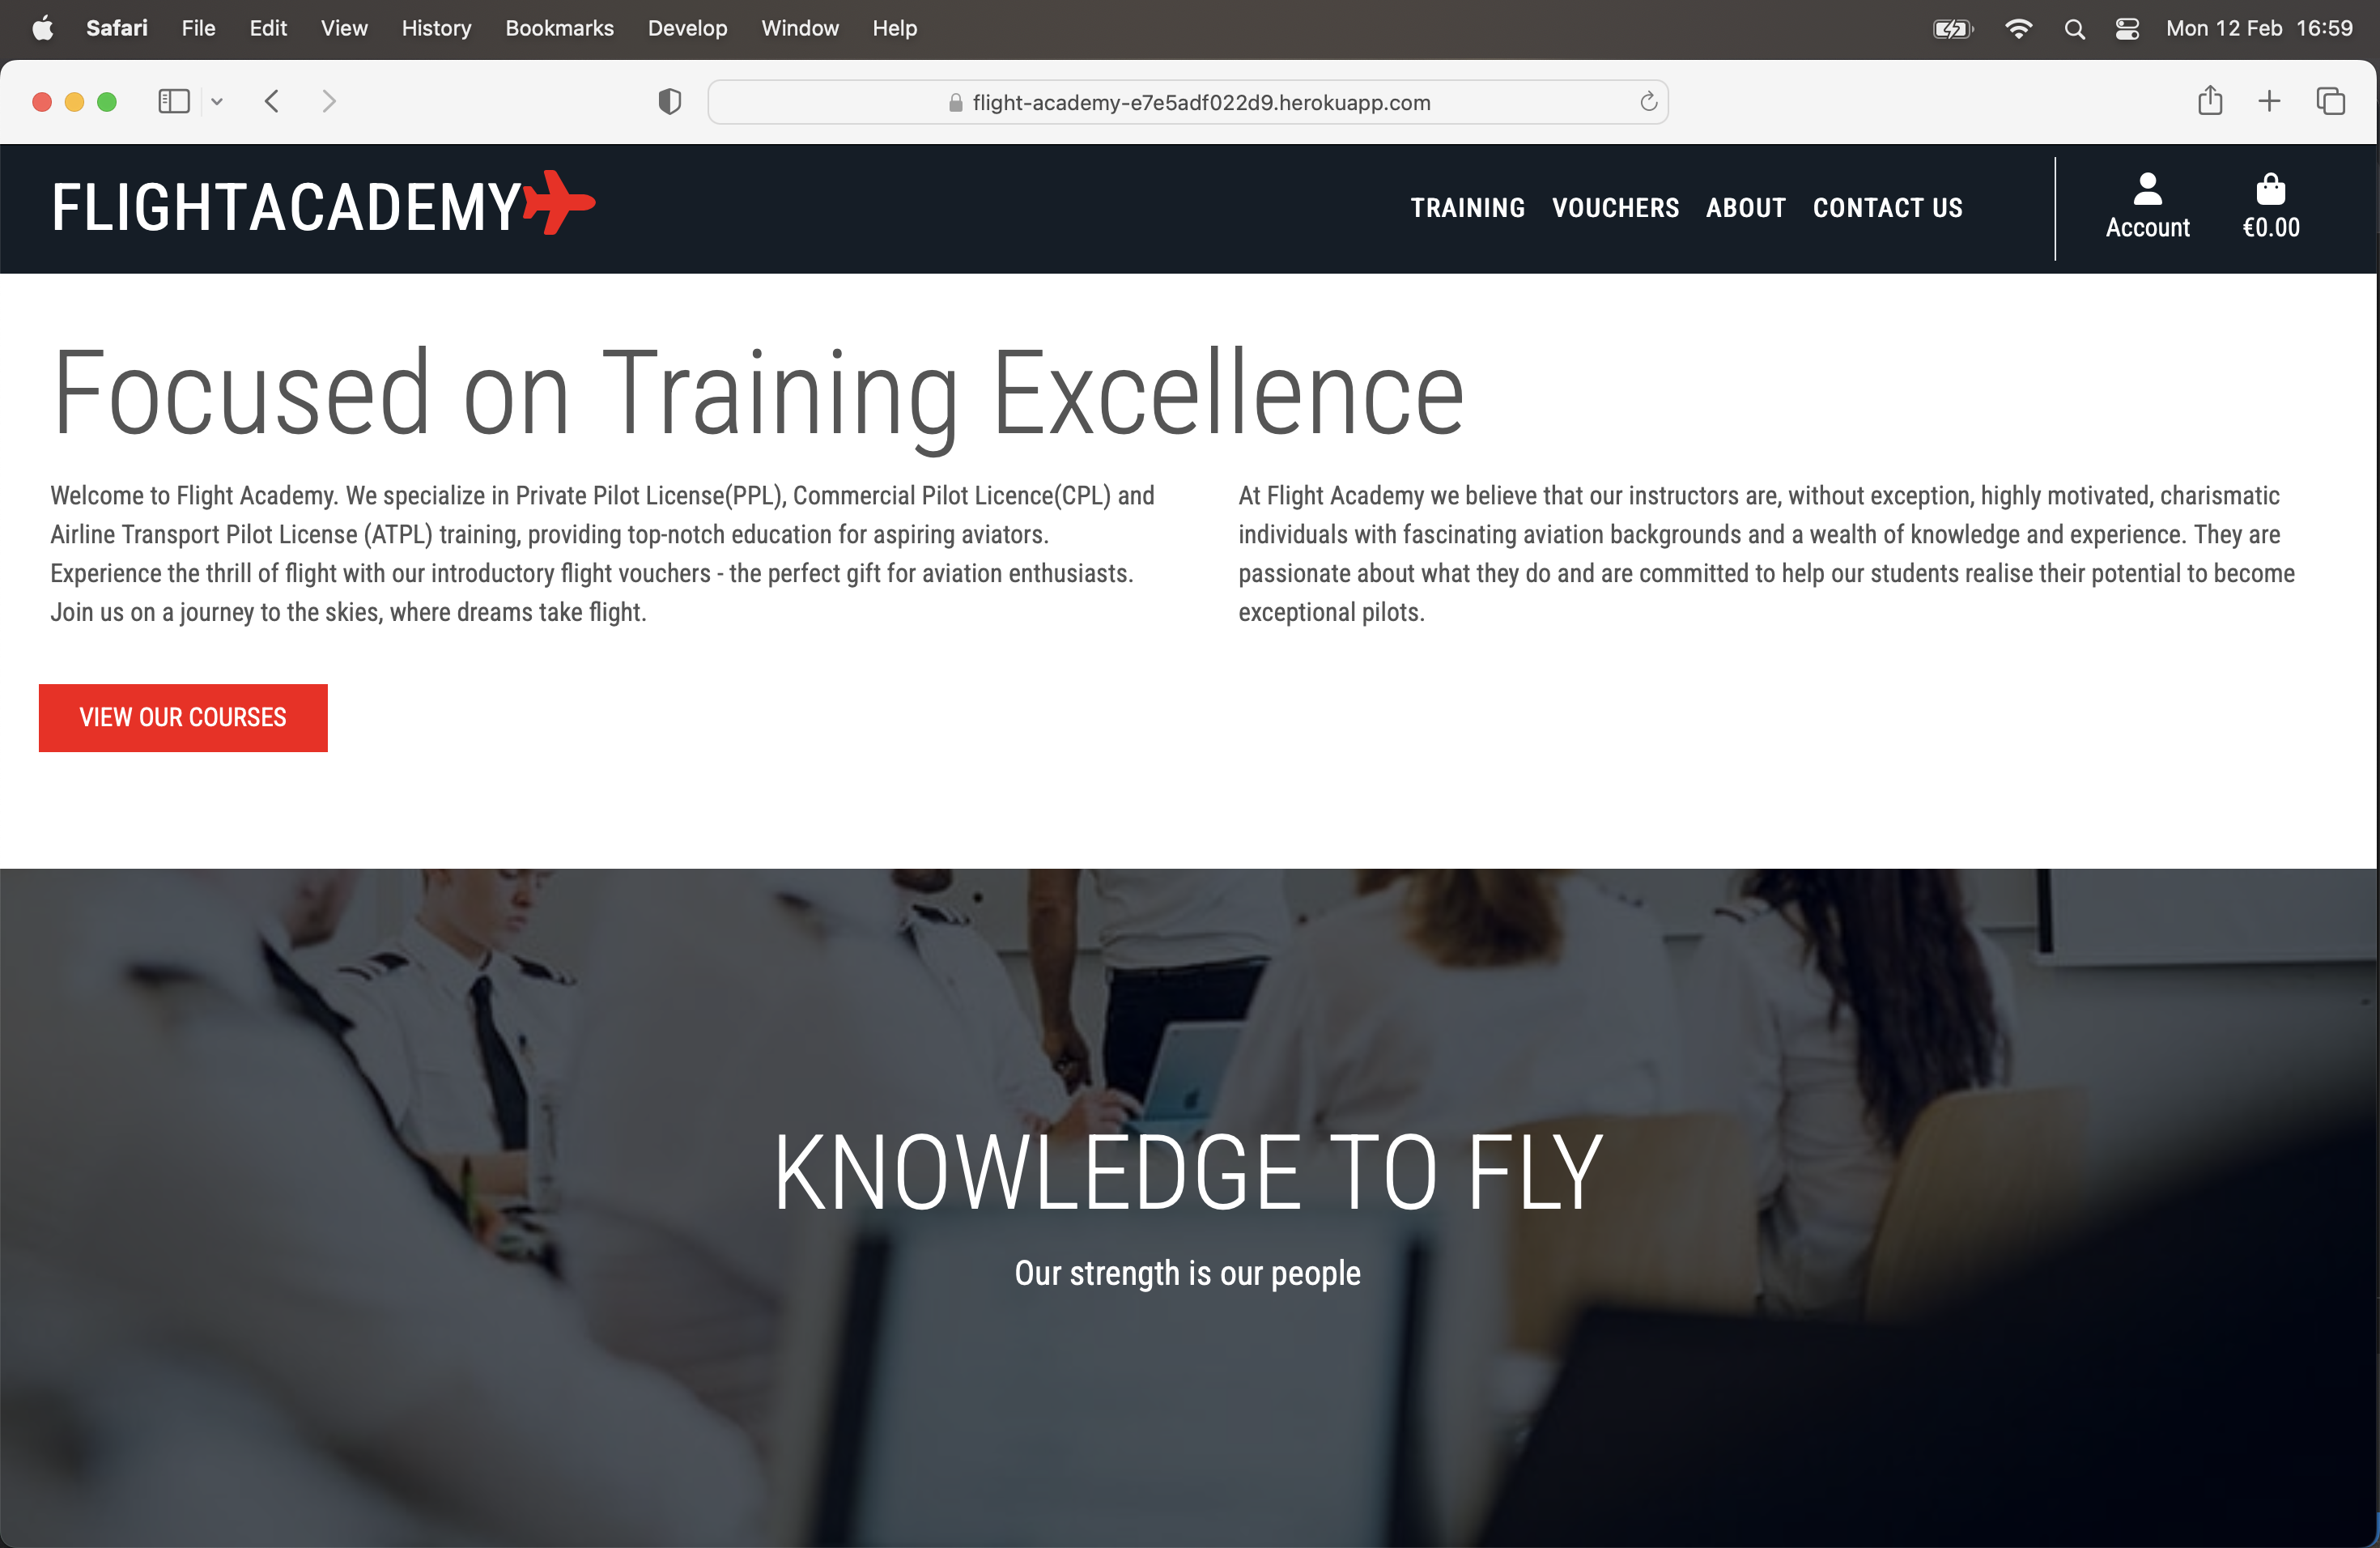 Safari File Edit View History Bookmarks Develop Window Help Mon 12 Feb 16:59
flight-academy-e7e5adf022d9.herokuapp.com
FLIGHTACADEMY
TRAINING VOUCHERS ABOUT CONTACT US
Account
€0.00
Focused on Training Excellence
Welcome to Flight Academy. We specialize in Private Pilot License(PPL), Commercial Pilot Licence(CPL) and
Airline Transport Pilot License (ATPL) training, providing top-notch education for aspiring aviators.
Experience the thrill of flight with our introductory flight vouchers - the perfect gift for aviation enthusiasts.
Join us on a journey to the skies, where dreams take flight.
At Flight Academy we believe that our instructors are, without exception, highly motivated, charismatic
individuals with fascinating aviation backgrounds and a wealth of knowledge and experience. They are
passionate about what they do and are committed to help our students realise their potential to become
exceptional pilots.
VIEW OUR COURSES
KNOWLEDGE TO FLY
Our strength is our people